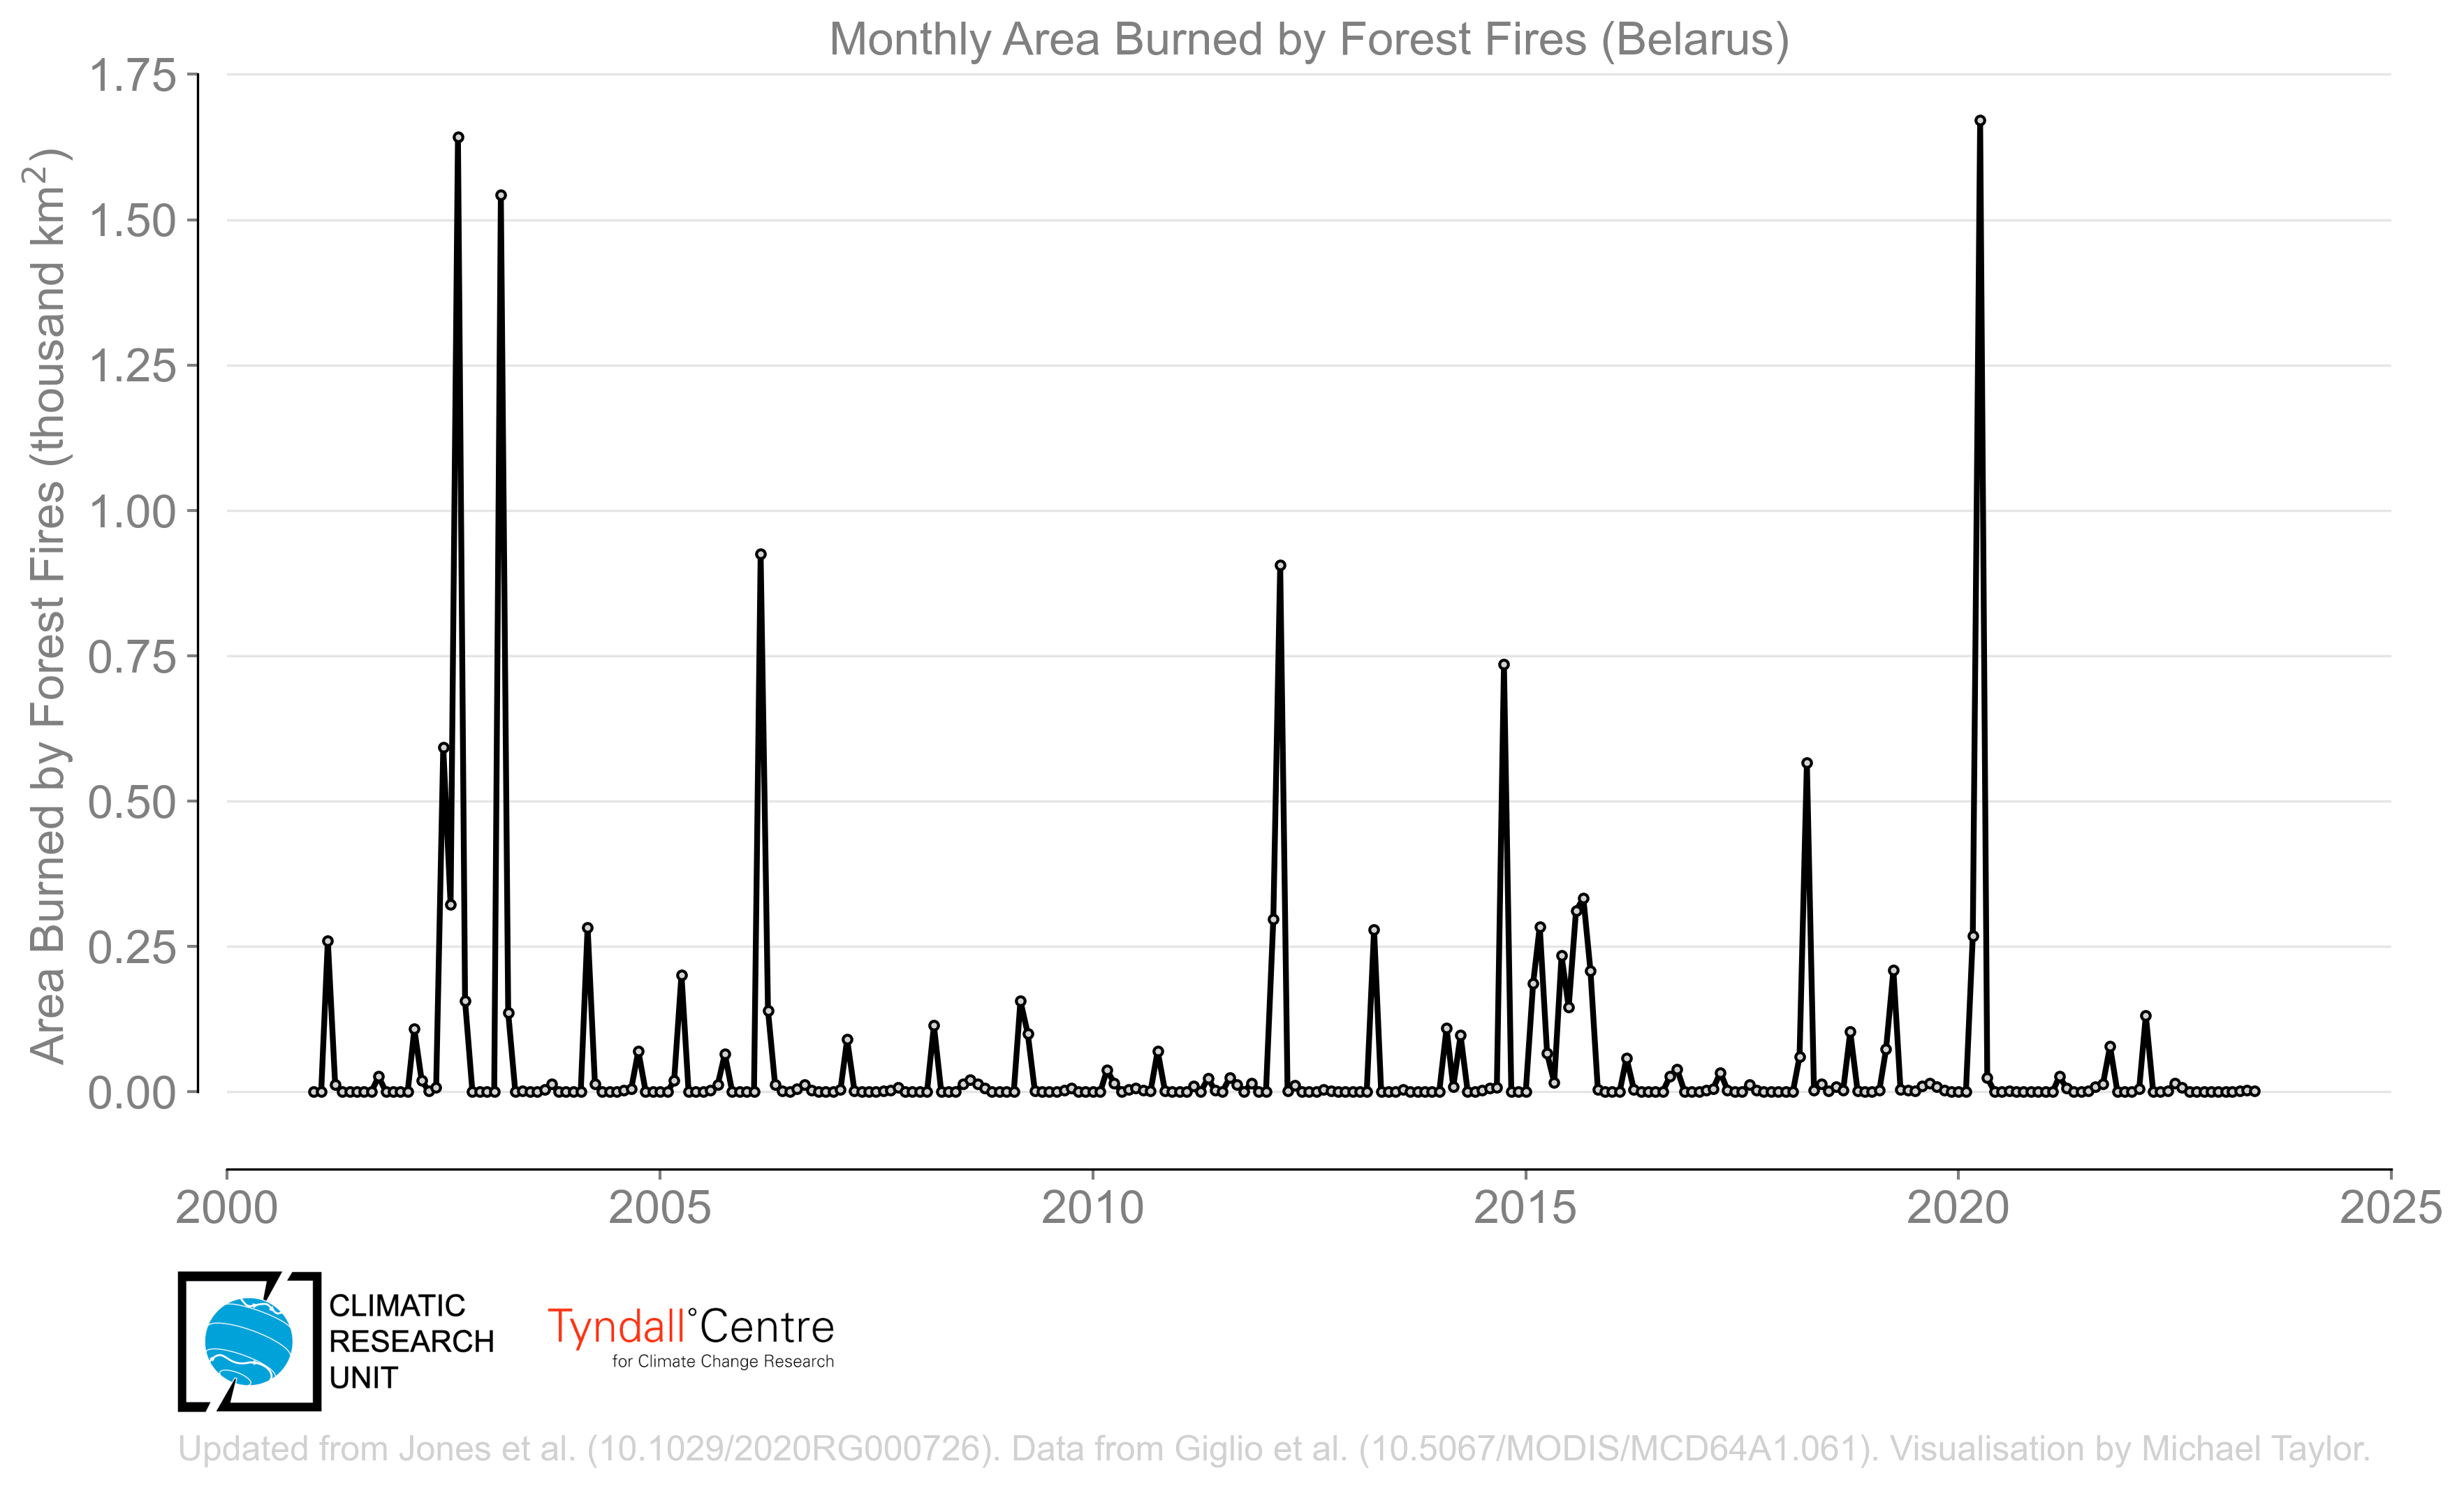 Monthly Area Burned by Forest Fires (Belarus)
Area Burned by Forest Fires (thousand km²)
1.75
1.50
1.25
1.00
0.75
0.50
0.25
0.00
2000 2005 2010 2015 2020 2025
CLIMATIC
RESEARCH
UNIT
Tyndall°Centre
for Climate Change Research
Updated from Jones et al. (10.1029/2020RG000726). Data from Giglio et al. (10.5067/MODIS/MCD64A1.061). Visualisation by Michael Taylor.